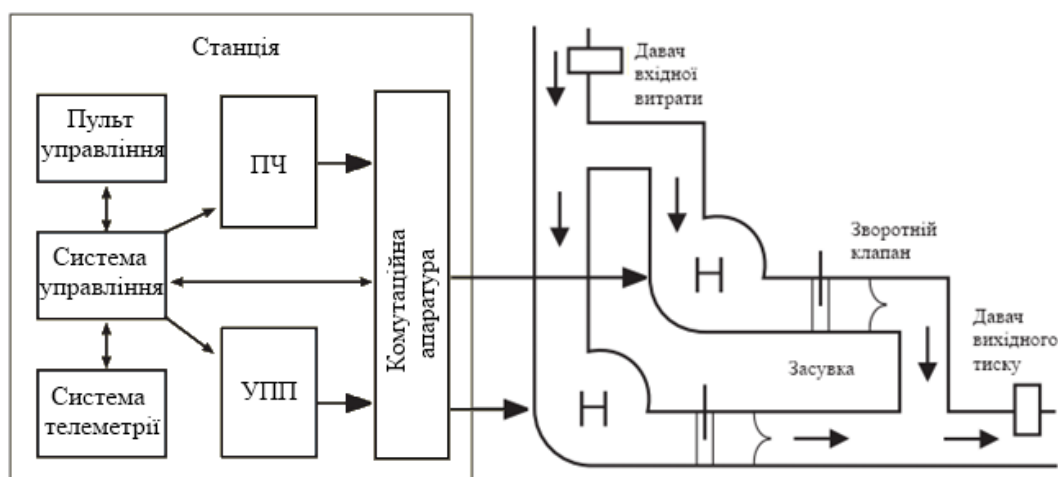 Станція
Пульт
управління
Система
управління
Система
телеметрії
ПЧ
УПП
Комутаційна
апаратура
Давач
вхідної
витрати
Н
Зворотній
клапан
Засувка
Давач
вихідного
тиску
Н